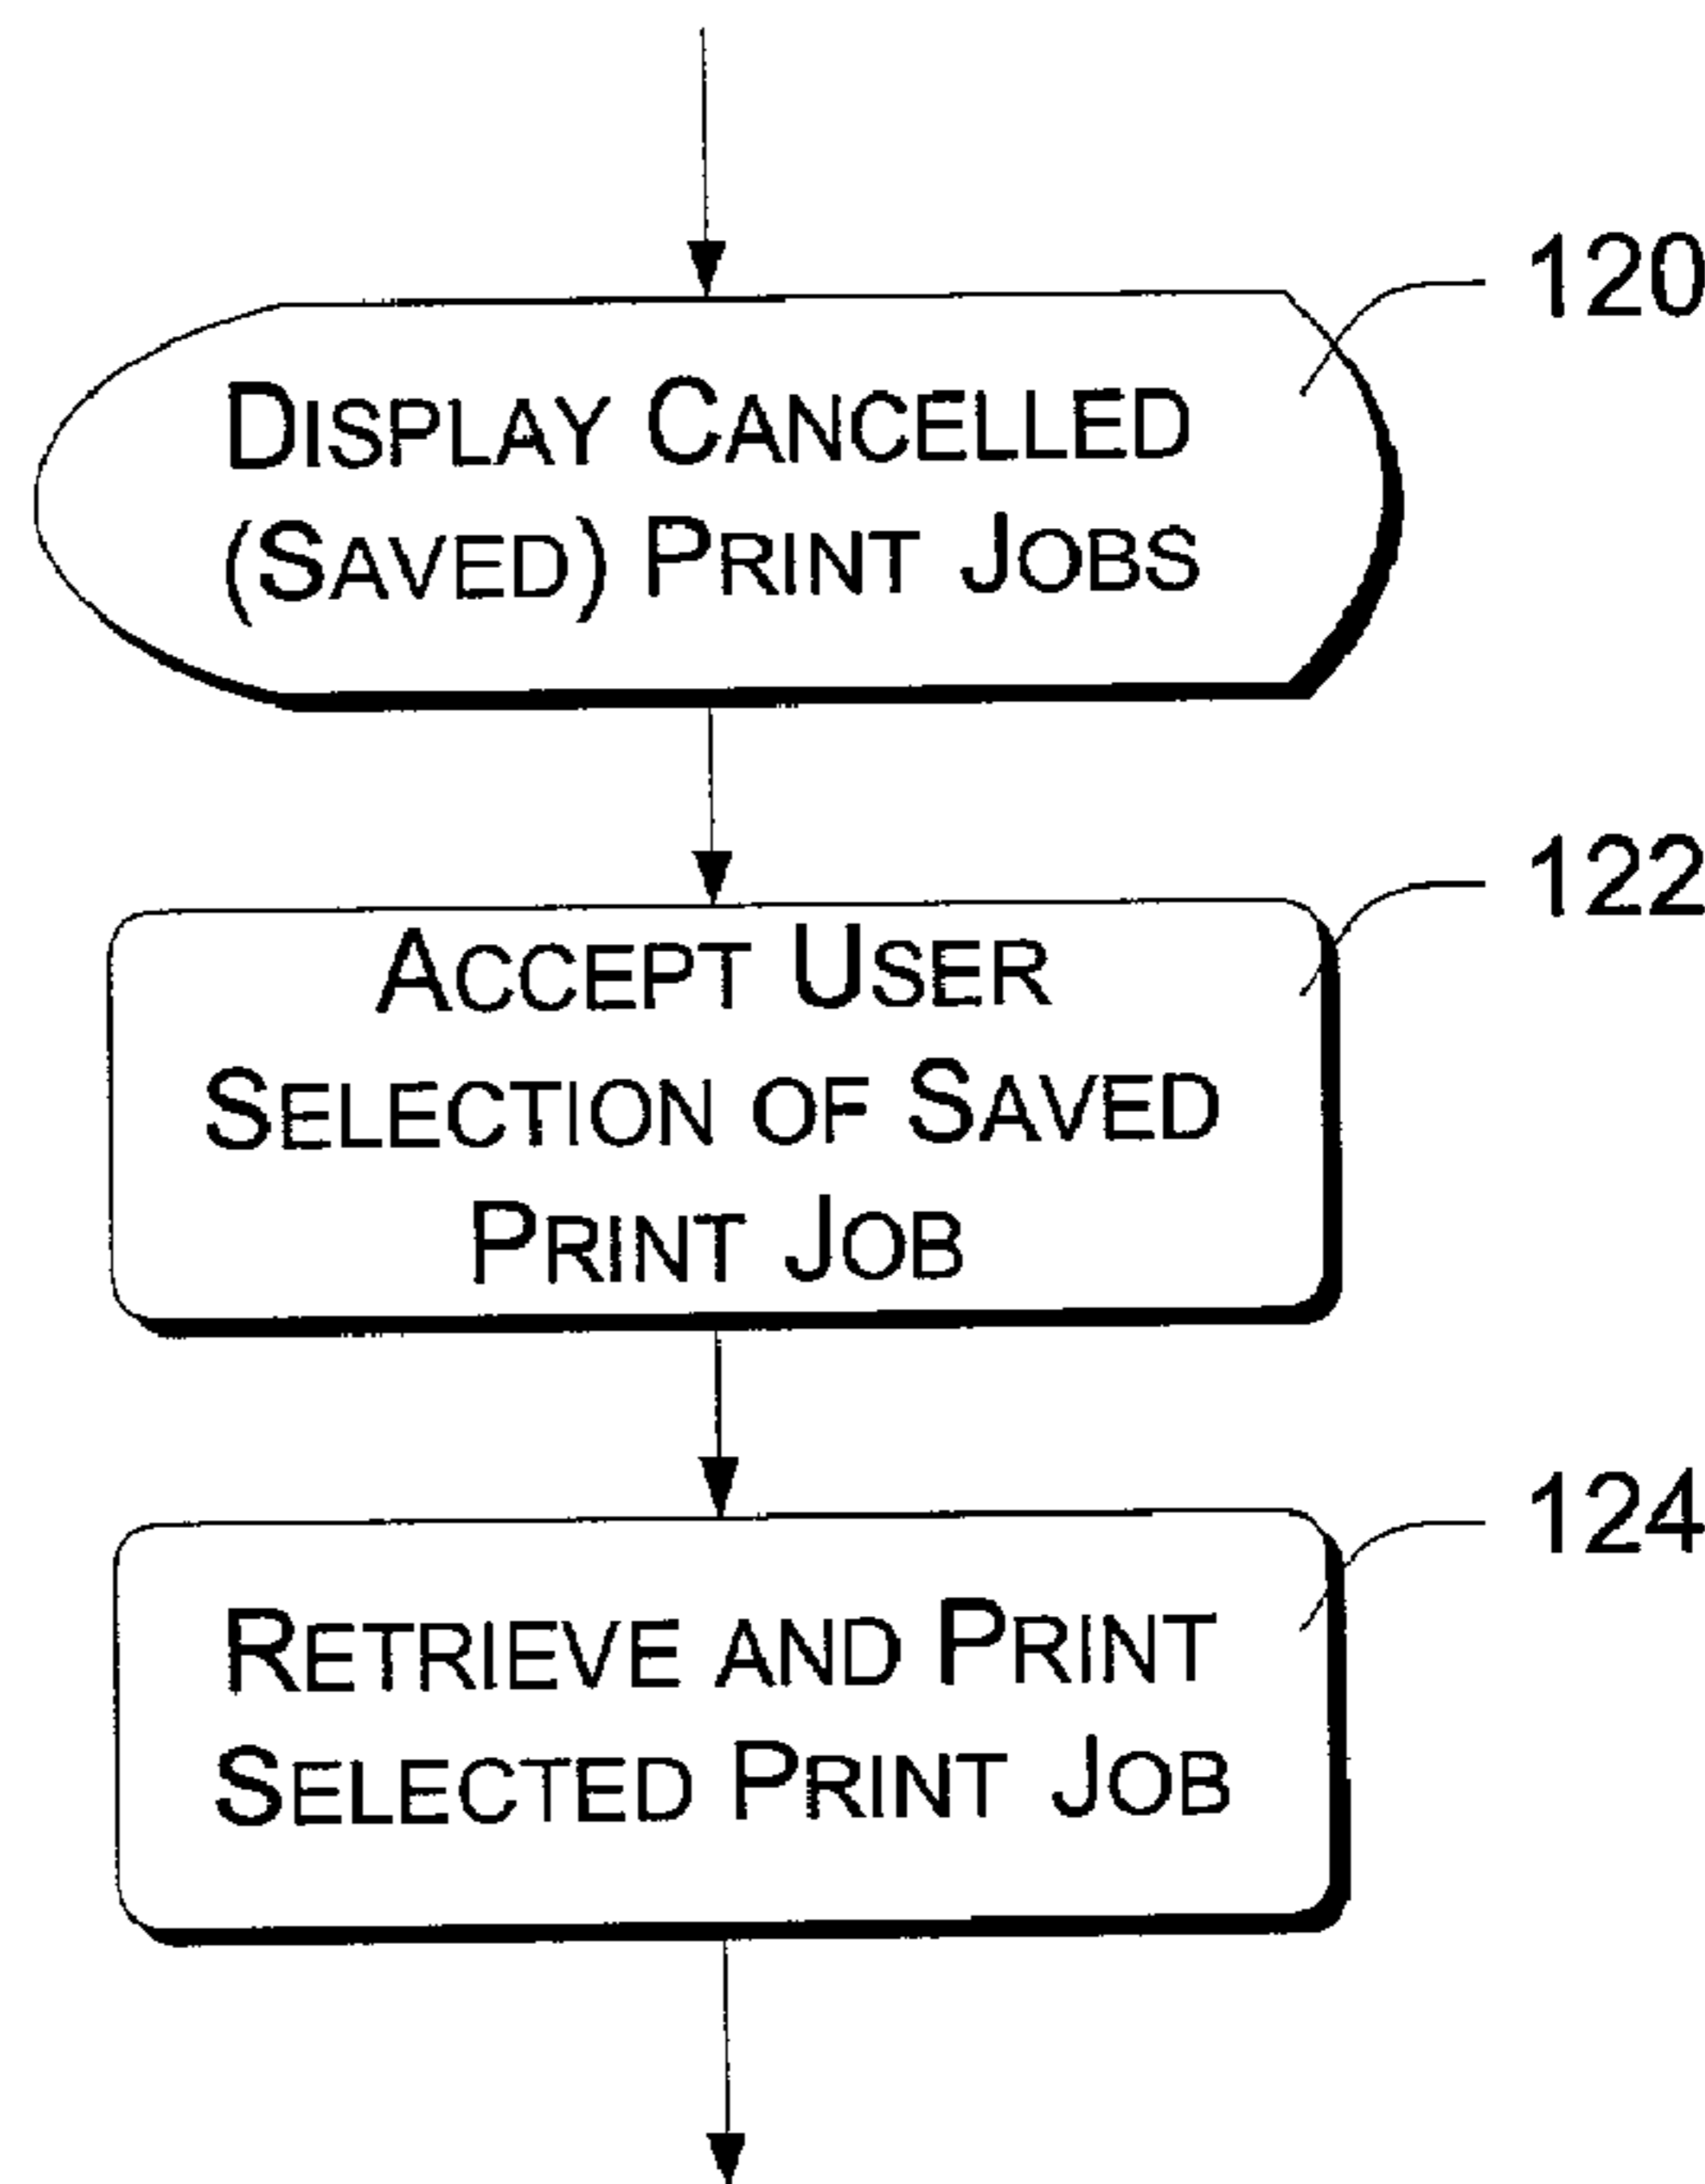 120
DISPLAY CANCELLED
(SAVED) PRINT JOBS
122
ACCEPT USER
SELECTION OF SAVED
PRINT JOB
124
RETRIEVE AND PRINT
SELECTED PRINT JOB